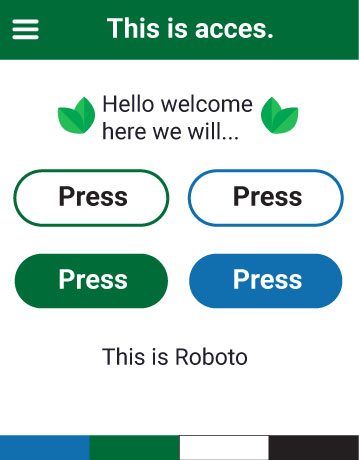 This is acces.
Hello welcome
here we will...
Press
Press
Press
Press
This is Roboto